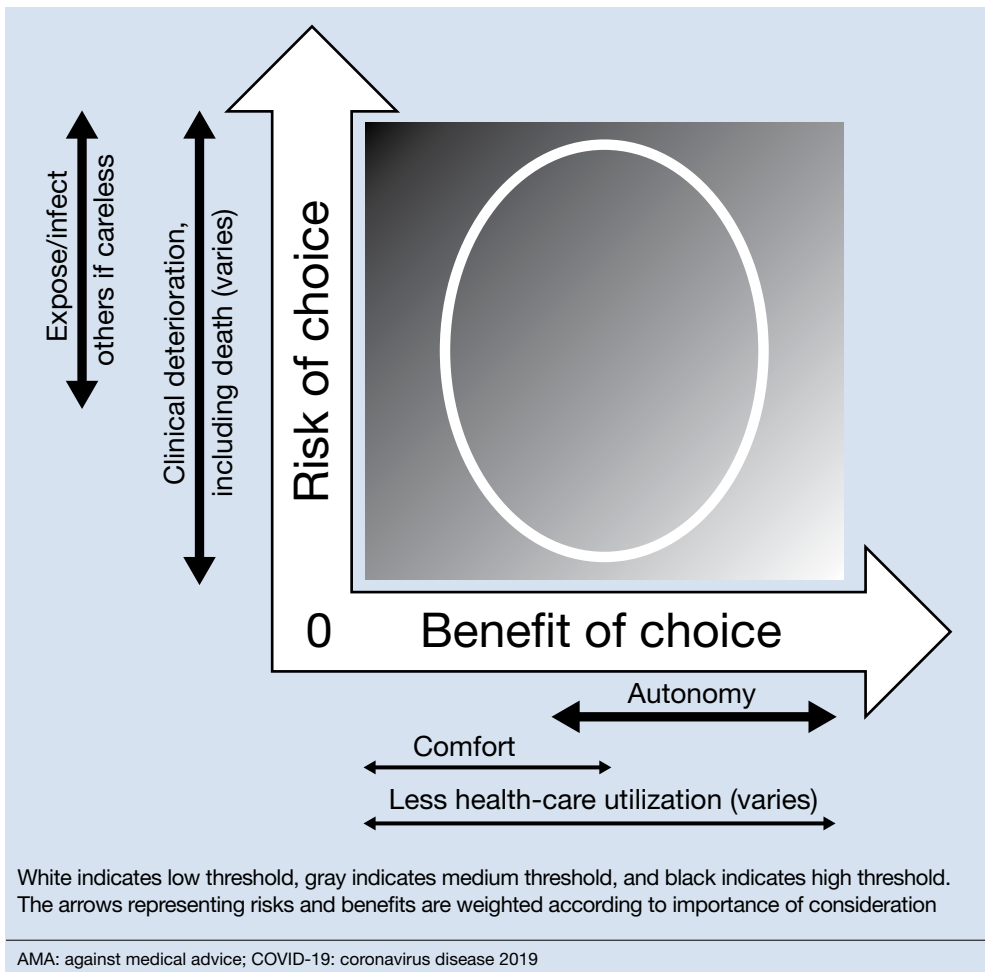 Expose/infect
others if careless
Clinical deterioration,
including death (varies)
Risk of choice
0
Benefit of choice
Autonomy
Comfort
Less health-care utilization (varies)
White indicates low threshold, gray indicates medium threshold, and black indicates high threshold.
The arrows representing risks and benefits are weighted according to importance of consideration
AMA: against medical advice; COVID-19: coronavirus disease 2019